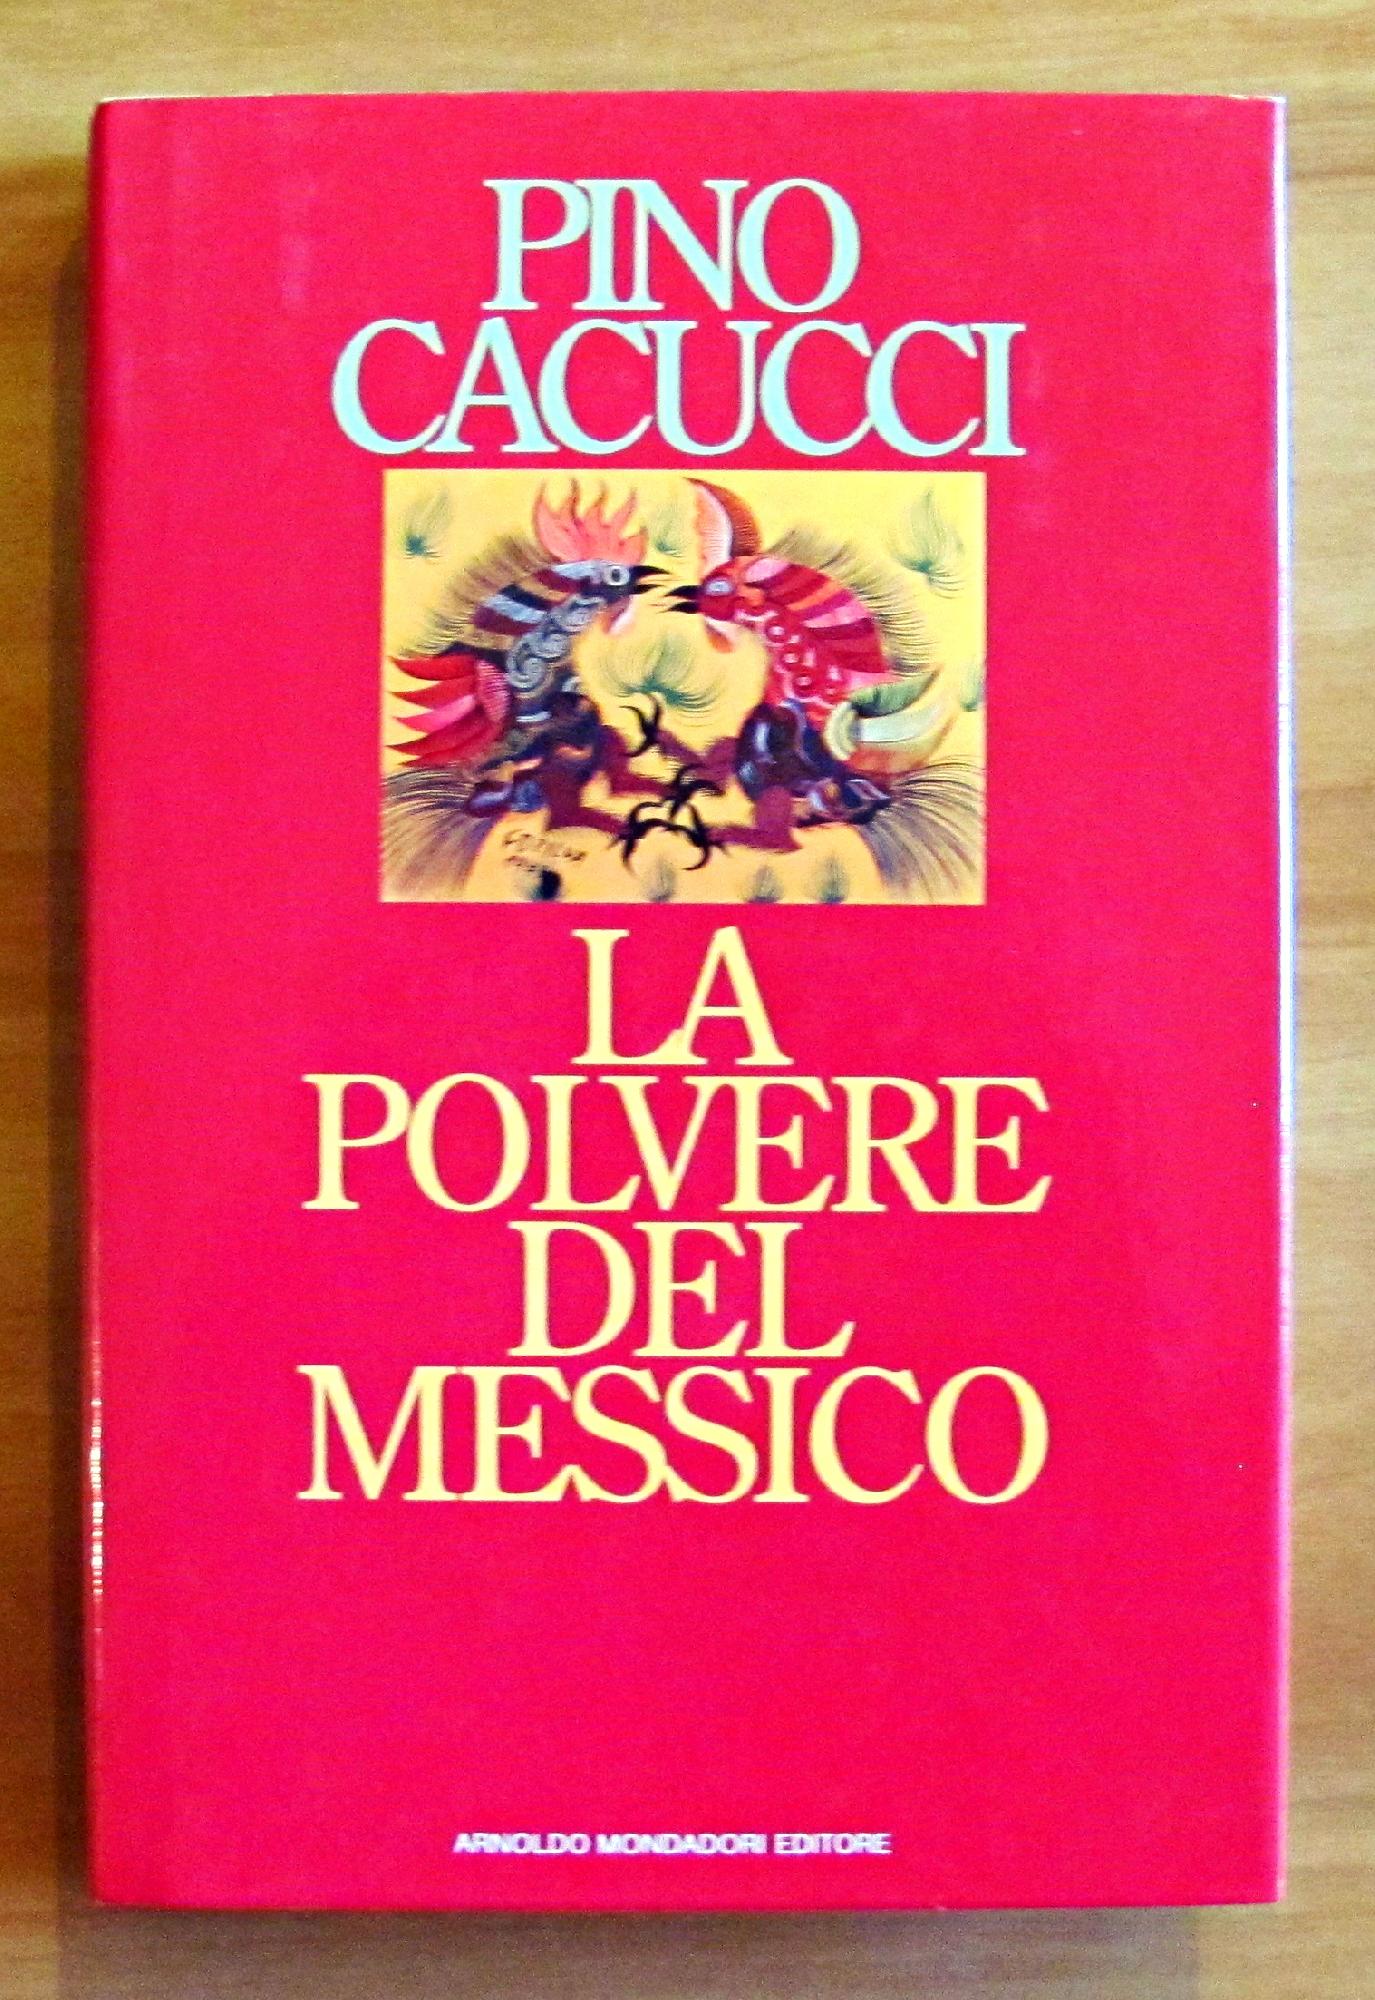 PINO
CACUCCI
LA
POLVERE
DEL
MESSICO
ARNOLDO MONDADORI EDITORE